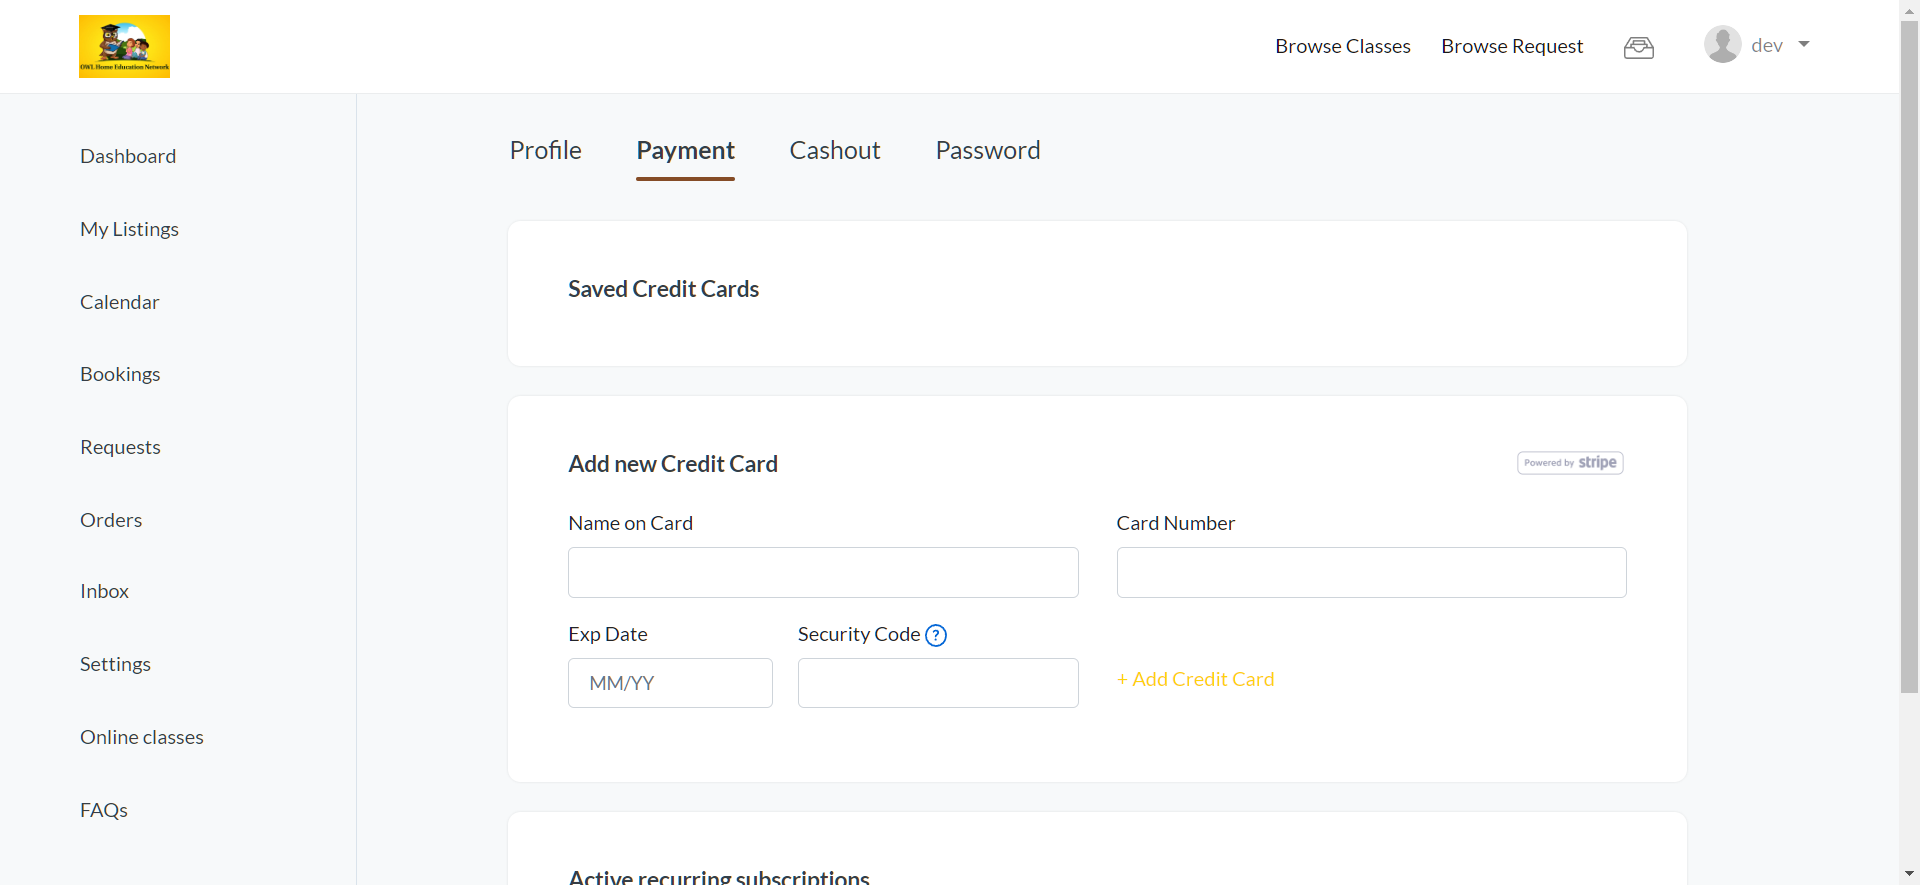 OWL Home Education Network
Browse Classes
Browse Request
dev
Dashboard
My Listings
Calendar
Bookings
Requests
Orders
Inbox
Settings
Online classes
FAQs
Profile
Payment
Cashout
Password
Saved Credit Cards
Add new Credit Card
Powered by stripe
Name on Card
Card Number
Exp Date
Security Code ?
MM/YY
+ Add Credit Card
Active recurring subscriptions